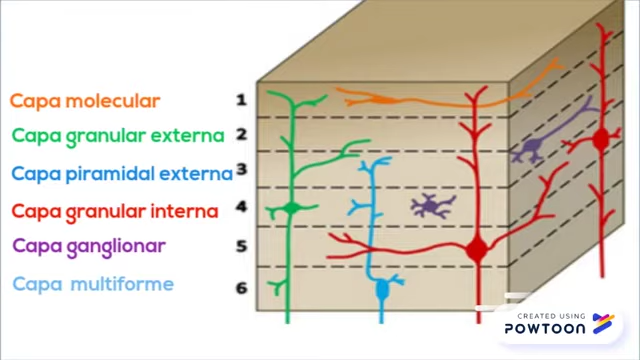 Capa molecular 1
Capa granular externa 2
Capa piramidal externa 3
Capa granular interna 4
Capa ganglionar 5
Capa multiforme 6
CREATED USING
POWTOON